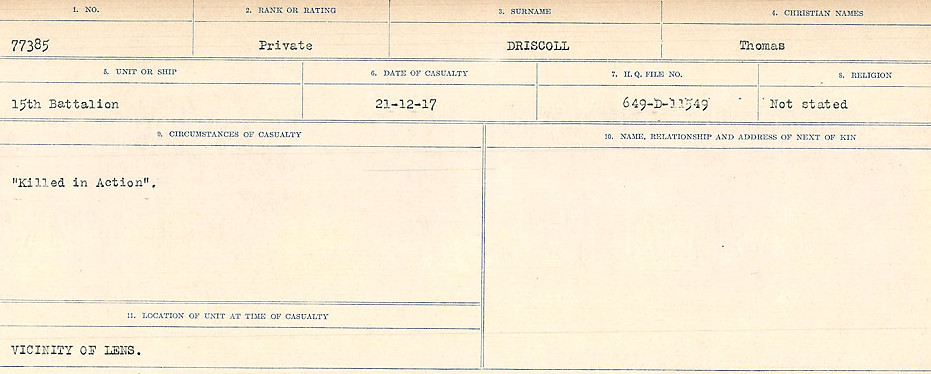 1. NO.
2. RANK OR RATING
3. SURNAME
4. CHRISTIAN NAMES
77385
Private
DRISCOLL
Thomas
5. UNIT OR SHIP
6. DATE OF CASUALTY
7. H.Q. FILE NO.
8. RELIGION
15th Battalion
21-12-17
649-D-11549
Not stated
9. CIRCUMSTANCES OF CASUALTY
10. NAME, RELATIONSHIP AND ADDRESS OF NEXT OF KIN
"Killed in Action".
11. LOCATION OF UNIT AT TIME OF CASUALTY
VICINITY OF LENS.